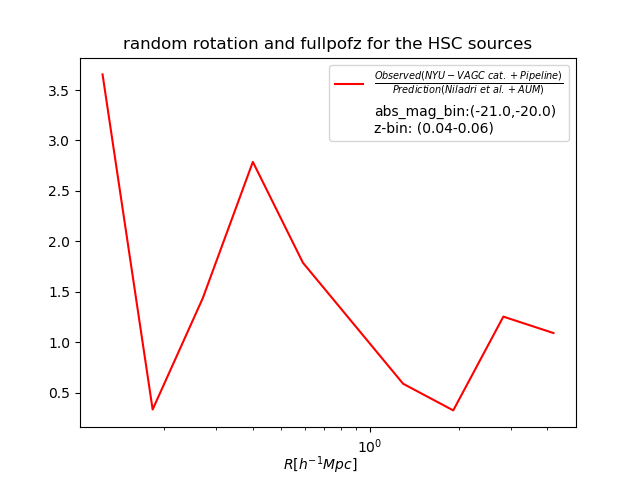 random rotation and fullpofz for the HSC sources
Observed(NYU−VAGC cat. + Pipeline)
Prediction(Niladri et al. + AUM)
abs_mag_bin:(-21.0,-20.0)
z-bin: (0.04-0.06)
3.5
3.0
2.5
2.0
1.5
1.0
0.5
10⁰
R[h⁻¹Mpc]